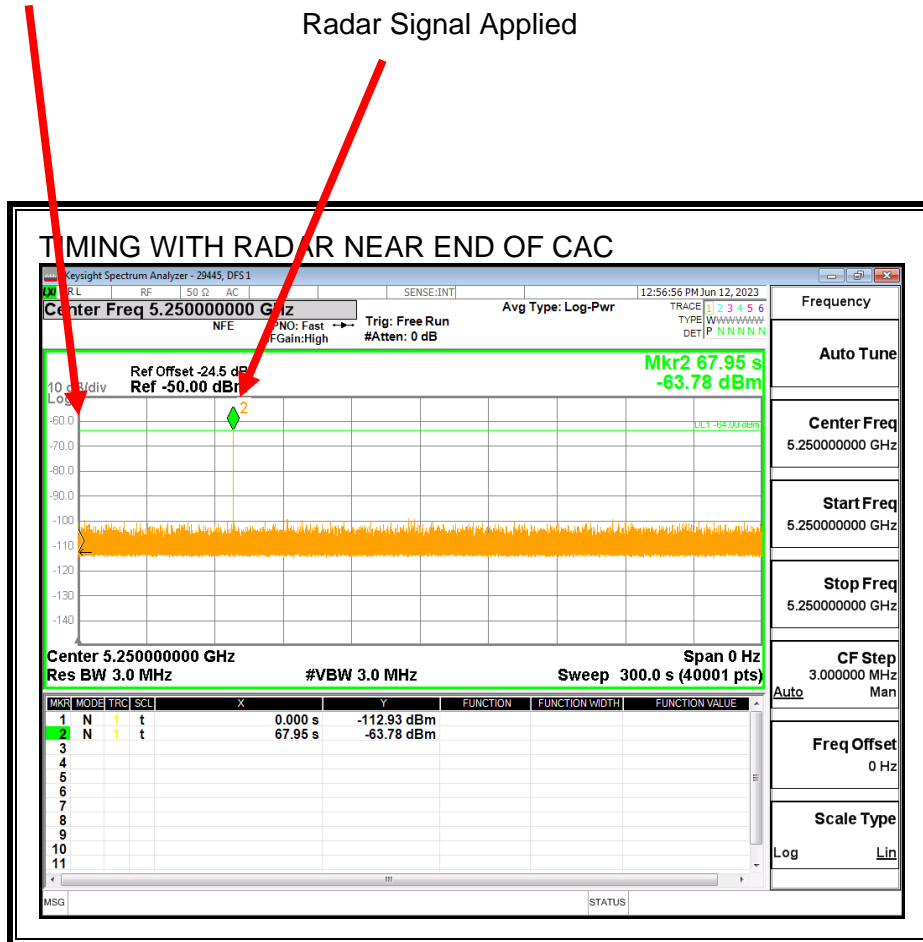 Radar Signal Applied
TIMING WITH RADAR NEAR END OF CAC
Keysight Spectrum Analyzer - 29445, DFS 1
LXI RL RF 50 Ω AC SENSE:INT 12:56:56 PM Jun 12, 2023
Center Freq 5.250000000 GHz Avg Type: Log-Pwr TRACE 1 2 3 4 5 6
NFE PNO: Fast Trig: Free Run TYPE WWWWWW
IFGain:High #Atten: 0 dB DET P N N N N N
Mkr2 67.95 s
-63.78 dBm
Ref Offset -24.5 dB
10 dB/div Ref -50.00 dBm
Log
2
-60.0
DL1 -64.00 dBm
-70.0
-80.0
-90.0
-100
-110
-120
-130
-140
Center 5.250000000 GHz Span 0 Hz
Res BW 3.0 MHz #VBW 3.0 MHz Sweep 300.0 s (40001 pts)
MKR MODE TRC SCL X Y FUNCTION FUNCTION WIDTH FUNCTION VALUE
1 N 1 t 0.000 s -112.93 dBm
2 N 1 t 67.95 s -63.78 dBm
3
4
5
6
7
8
9
10
11
MSG STATUS
Frequency
Auto Tune
Center Freq
5.250000000 GHz
Start Freq
5.250000000 GHz
Stop Freq
5.250000000 GHz
CF Step
3.000000 MHz
Auto Man
Freq Offset
0 Hz
Scale Type
Log Lin